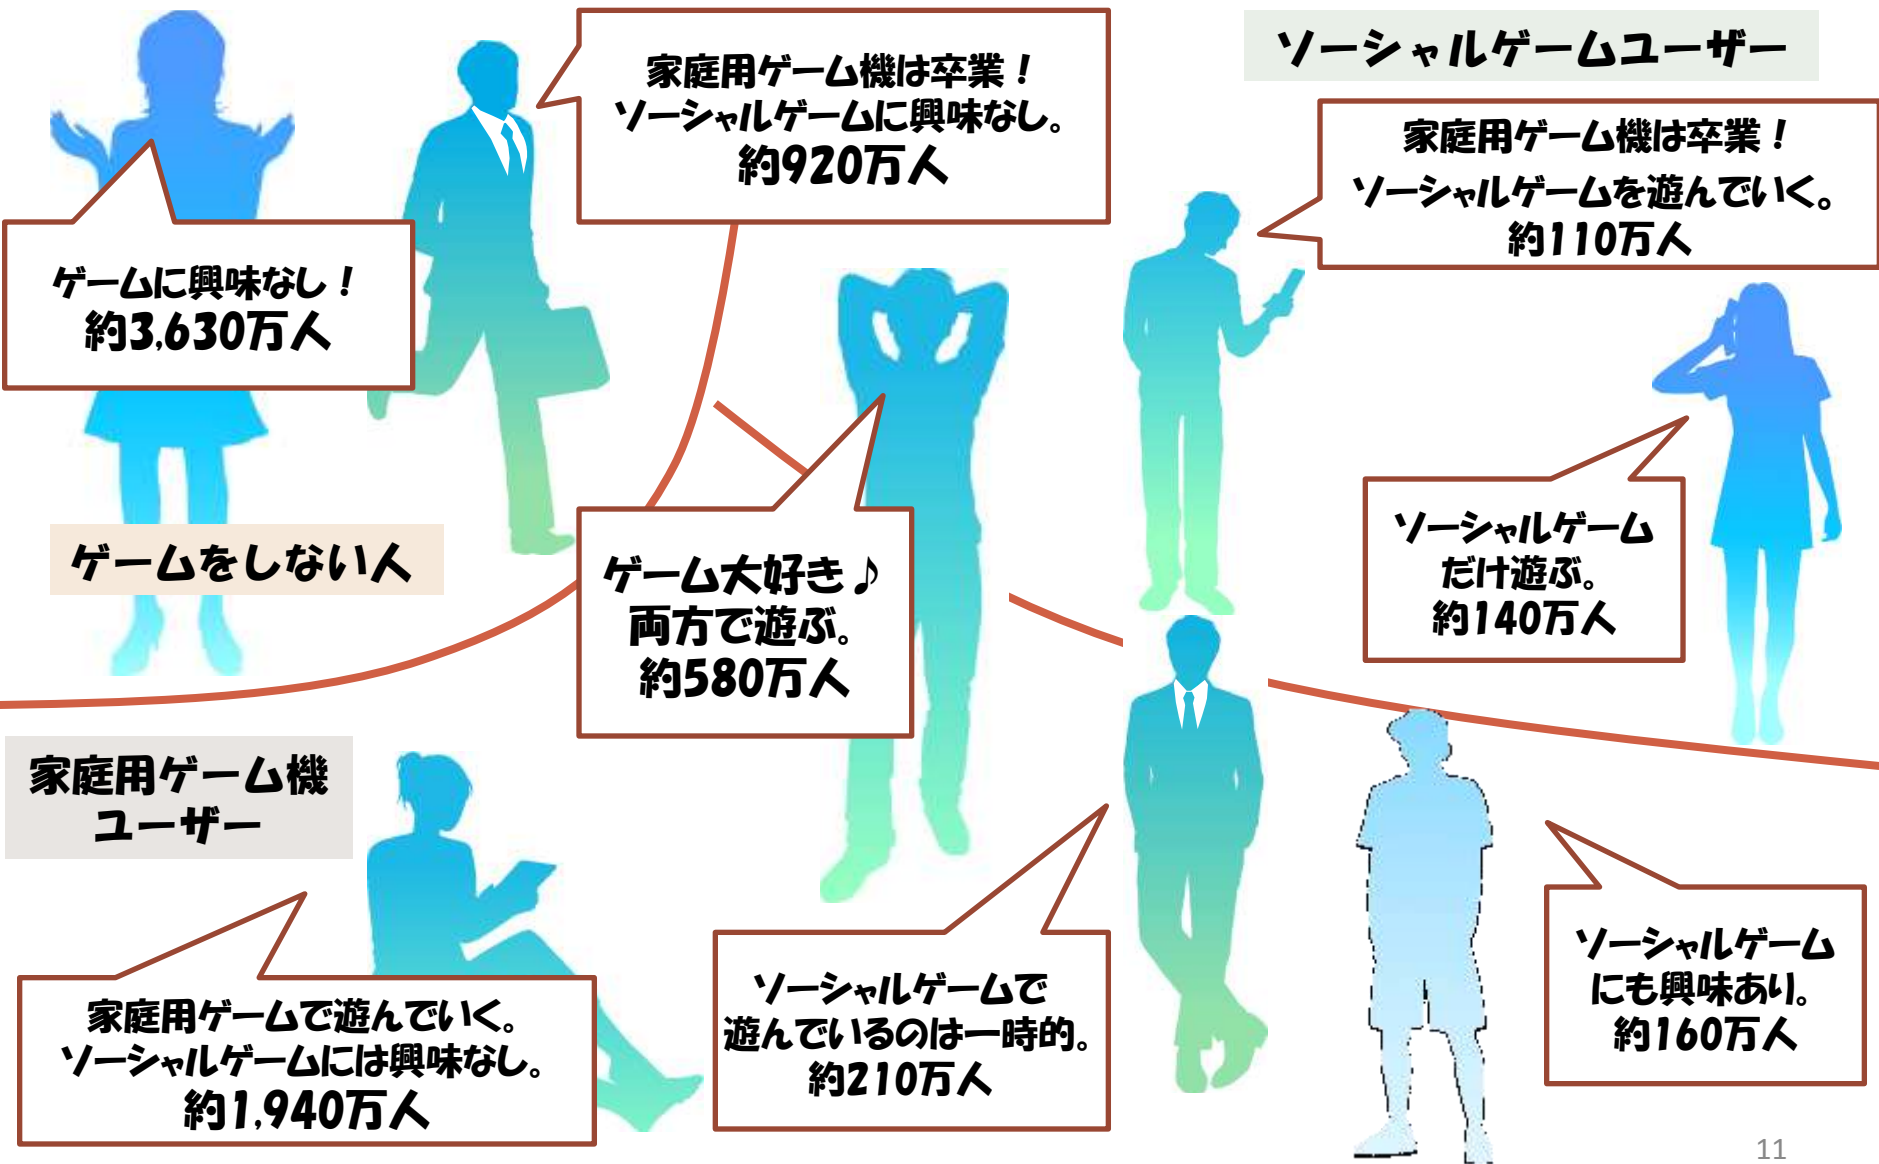 家庭用ゲーム機は卒業！
ソーシャルゲームに興味なし。
約920万人
ソーシャルゲームユーザー
家庭用ゲーム機は卒業！
ソーシャルゲームを遊んでいく。
約110万人
ゲームに興味なし！
約3,630万人
ゲームをしない人
ゲーム大好き♪
両方で遊ぶ。
約580万人
ソーシャルゲーム
だけ遊ぶ。
約140万人
家庭用ゲーム機
ユーザー
家庭用ゲームで遊んでいく。
ソーシャルゲームには興味なし。
約1,940万人
ソーシャルゲームで
遊んでいるのは一時的。
約210万人
ソーシャルゲーム
にも興味あり。
約160万人
11